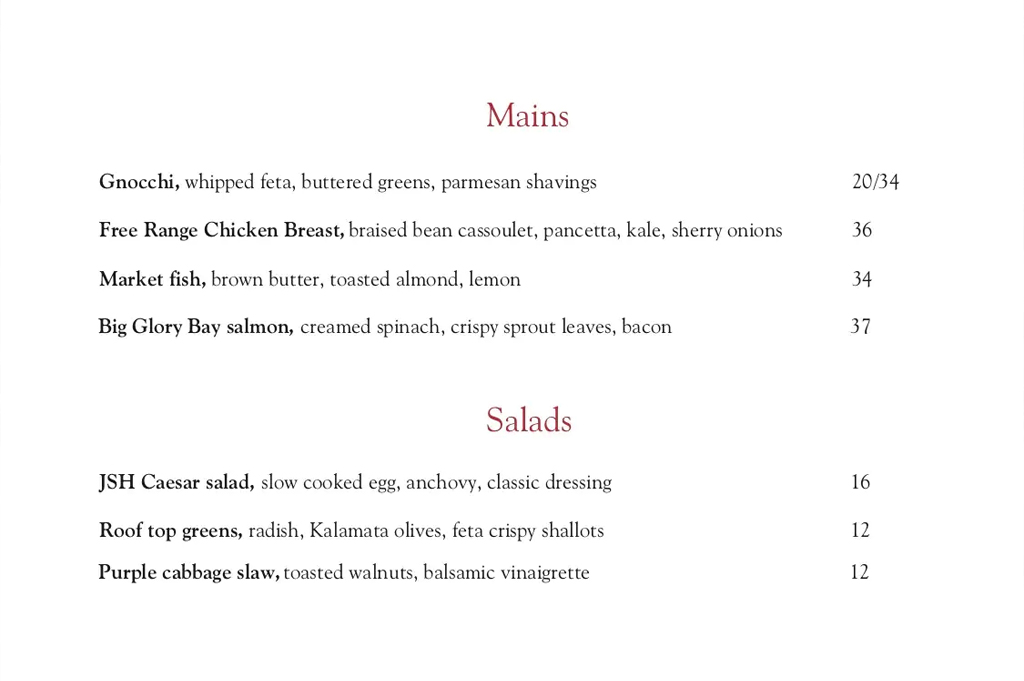 Mains
Gnocchi, whipped feta, buttered greens, parmesan shavings 20/34
Free Range Chicken Breast, braised bean cassoulet, pancetta, kale, sherry onions 36
Market fish, brown butter, toasted almond, lemon 34
Big Glory Bay salmon, creamed spinach, crispy sprout leaves, bacon 37
Salads
JSH Caesar salad, slow cooked egg, anchovy, classic dressing 16
Roof top greens, radish, Kalamata olives, feta crispy shallots 12
Purple cabbage slaw, toasted walnuts, balsamic vinaigrette 12